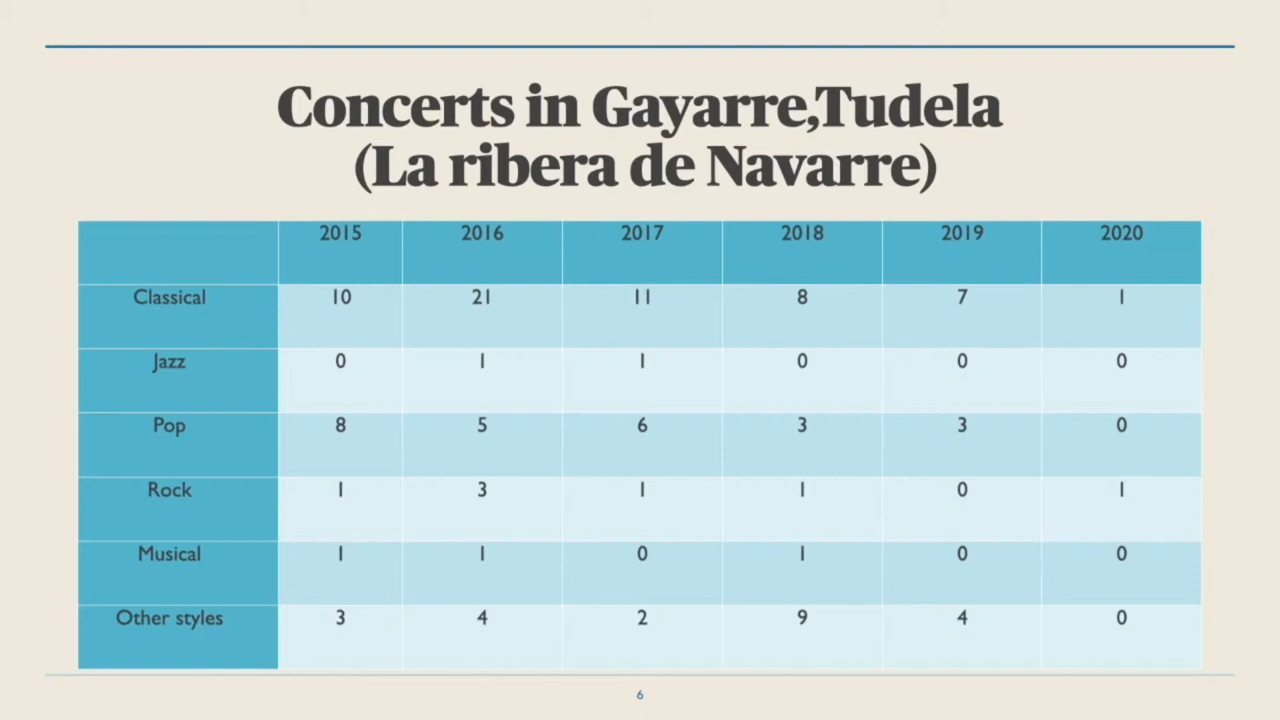 Concerts in Gayarre,Tudela
(La ribera de Navarre)
2015 2016 2017 2018 2019 2020
Classical 10 21 11 8 7 1
Jazz 0 1 1 0 0 0
Pop 8 5 6 3 3 0
Rock 1 3 1 1 0 1
Musical 1 1 0 1 0 0
Other styles 3 4 2 9 4 0
6